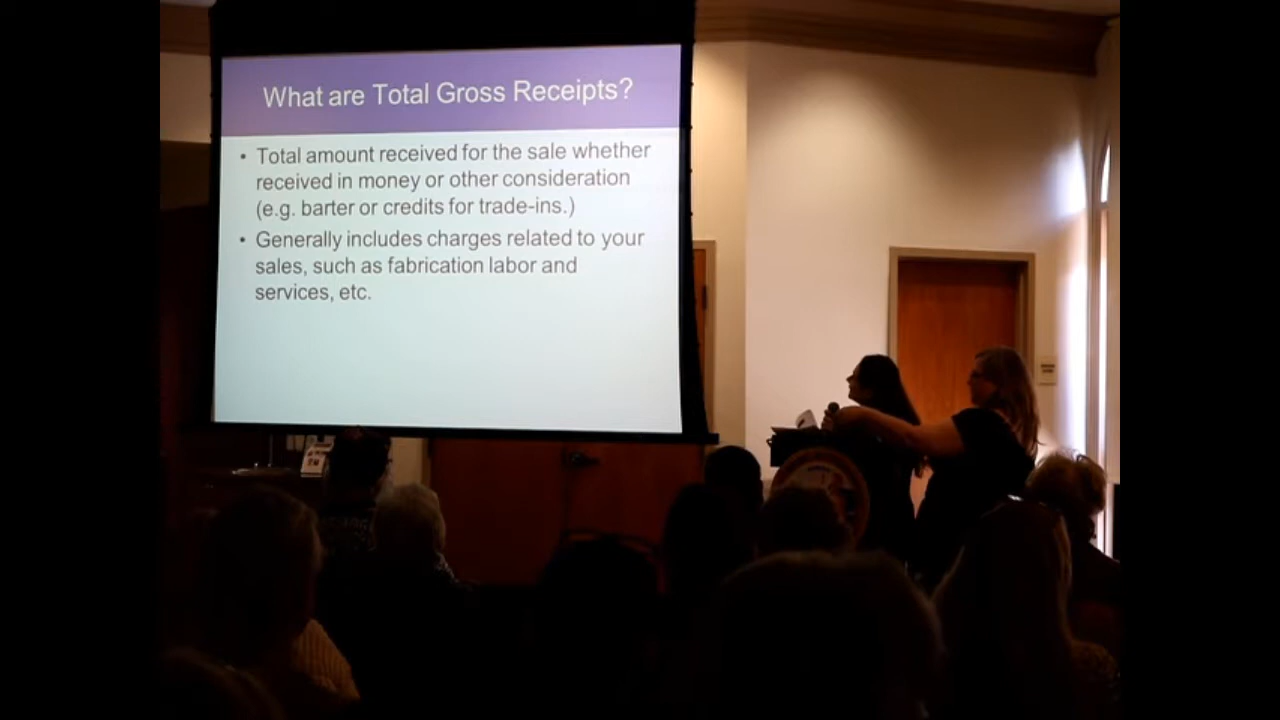 What are Total Gross Receipts?
• Total amount received for the sale whether
received in money or other consideration
(e.g. barter or credits for trade-ins.)
• Generally includes charges related to your
sales, such as fabrication labor and
services, etc.